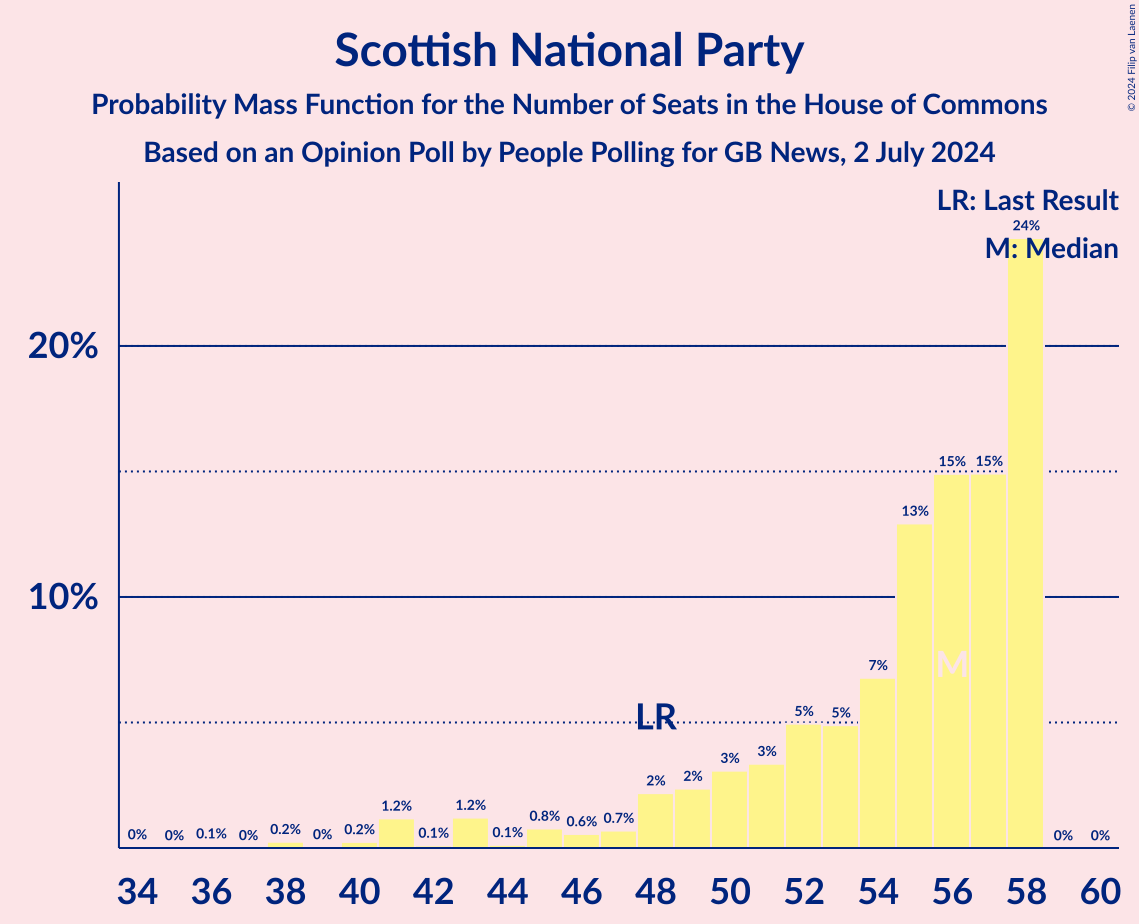 Scottish National Party
Probability Mass Function for the Number of Seats in the House of Commons
Based on an Opinion Poll by People Polling for GB News, 2 July 2024
© 2024 Filip van Laenen
LR: Last Result
M: Median
20%
10%
0% 0% 0.1% 0% 0.2% 0% 0.2% 1.2% 0.1% 1.2% 0.1% 0.8% 0.6% 0.7% 2% 2% 3% 3% 5% 5% 7% 13% 15% 15% 24% 0% 0%
LR
M
34 36 38 40 42 44 46 48 50 52 54 56 58 60